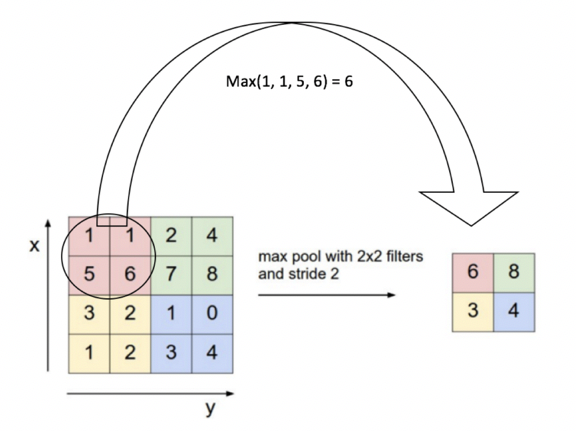 Max(1, 1, 5, 6) = 6
x
1 1 2 4
5 6 7 8
3 2 1 0
1 2 3 4
y
max pool with 2x2 filters
and stride 2
6 8
3 4